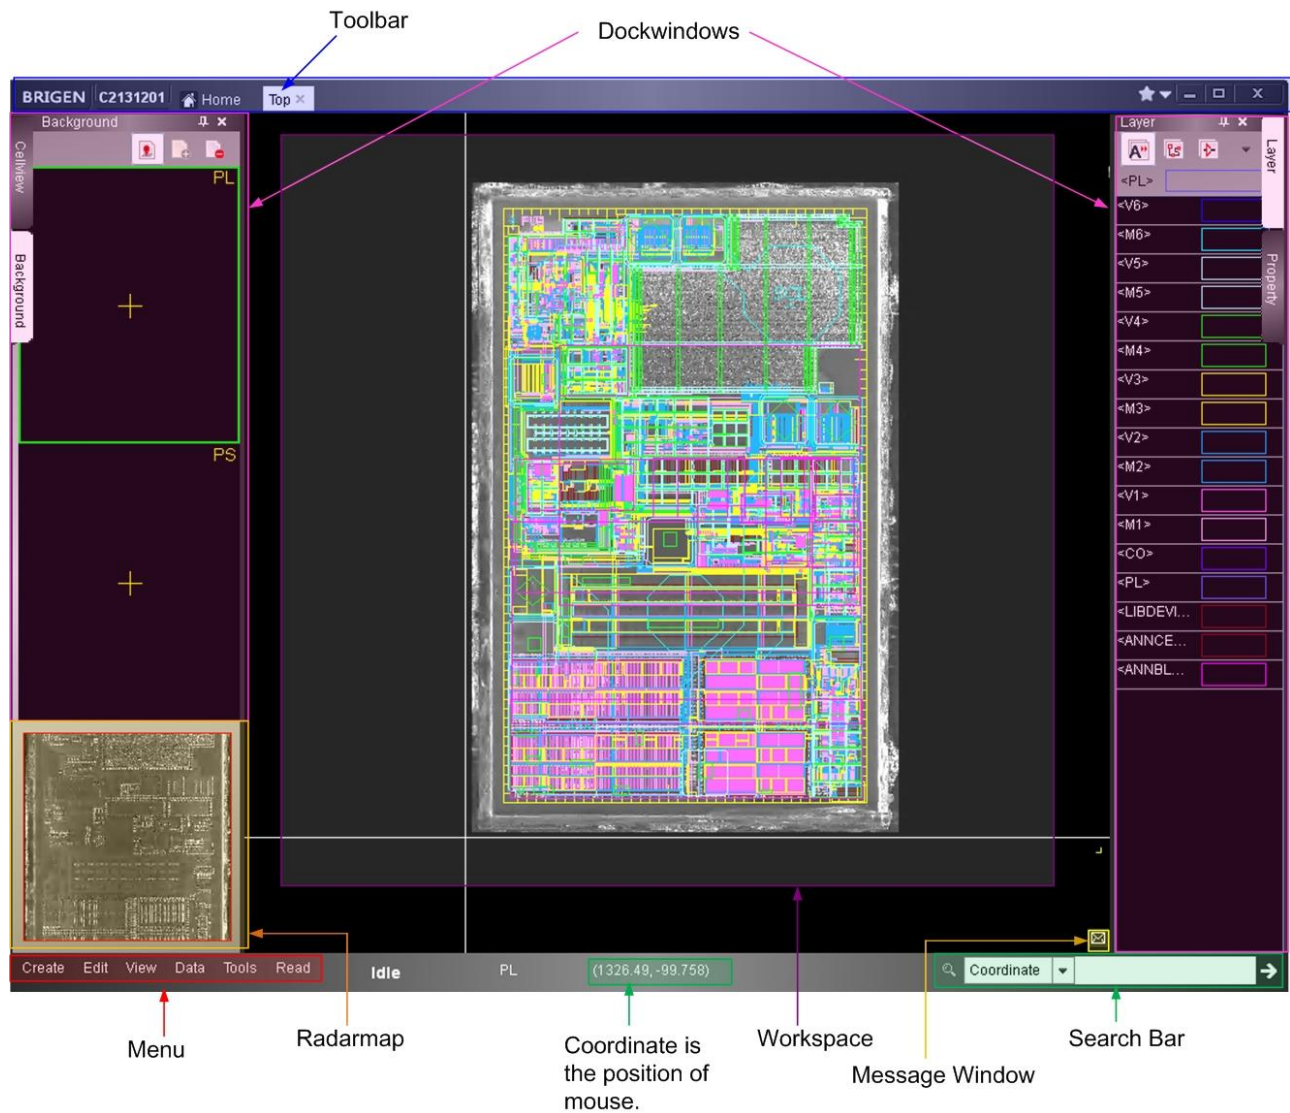 Toolbar
Dockwindows
BRIGEN C2131201 Home Top
Background
Layer
Cellview
Background
PL
PS
Layer
Property
<PL>
<V6>
<M6>
<V5>
<M5>
<V4>
<M4>
<V3>
<M3>
<V2>
<M2>
<V1>
<M1>
<CO>
<PL>
<LIBDEVI...
<ANNCE...
<ANNBL...
Create Edit View Data Tools Read
Idle
PL
(1326.49, -99.758)
Coordinate
Menu
Radarmap
Coordinate is
the position of
mouse.
Workspace
Message Window
Search Bar